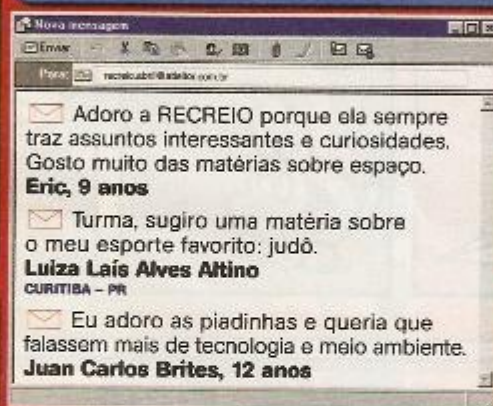 Nova mensagem
Enviar
Para:
Adoro a RECREIO porque ela sempre
traz assuntos interessantes e curiosidades.
Gosto muito das matérias sobre espaço.
Eric, 9 anos
Turma, sugiro uma matéria sobre
o meu esporte favorito: judô.
Luiza Laís Alves Altino
CURITIBA – PR
Eu adoro as piadinhas e queria que
falassem mais de tecnologia e meio ambiente.
Juan Carlos Brites, 12 anos